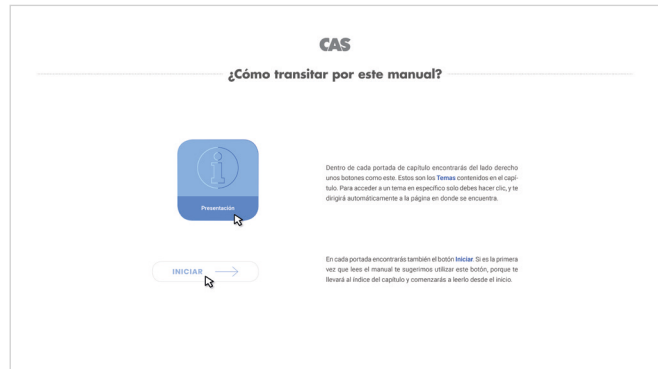 CAS
¿Cómo transitar por este manual?
Presentación
Dentro de cada portada de capítulo encontrarás del lado derecho
unos botones como este. Estos son los Temas contenidos en el capí-
tulo. Para acceder a un tema en específico solo debes hacer clic, y te
dirigirá automáticamente a la página en donde se encuentra.
INICIAR
En cada portada encontrarás también el botón Iniciar. Si es la primera
vez que lees el manual te sugerimos utilizar este botón, porque te
llevará al índice del capítulo y comenzarás a leerlo desde el inicio.